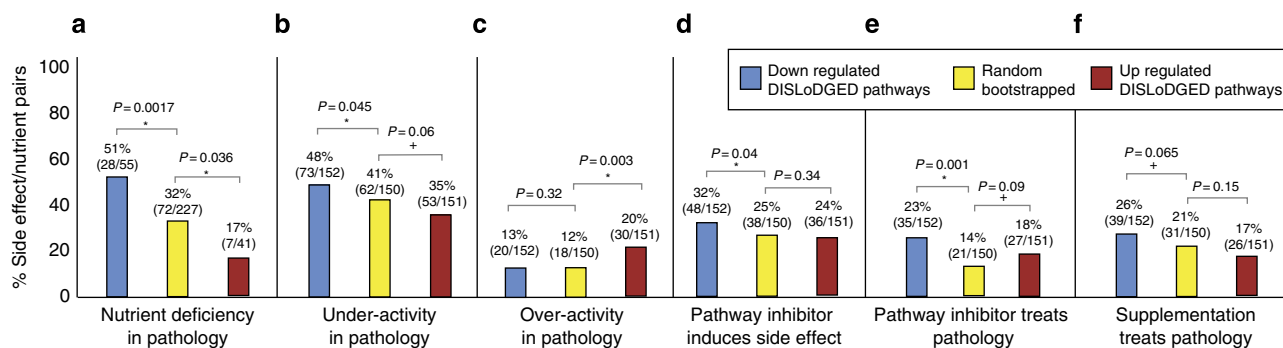 a b c d e f
Down regulated
DISLoDGED pathways
Random
bootstrapped
Up regulated
DISLoDGED pathways
% Side effect/nutrient pairs
100
80
60
40
20
0
P = 0.0017
*
P = 0.036
*
51%
(28/55)
32%
(72/227)
17%
(7/41)
Nutrient deficiency
in pathology
P = 0.045
*
P = 0.06
+
48%
(73/152)
41%
(62/150)
35%
(53/151)
Under-activity
in pathology
P = 0.32
P = 0.003
*
13%
(20/152)
12%
(18/150)
20%
(30/151)
Over-activity
in pathology
P = 0.04
*
P = 0.34
32%
(48/152)
25%
(38/150)
24%
(36/151)
Pathway inhibitor
induces side effect
P = 0.001
*
P = 0.09
+
23%
(35/152)
14%
(21/150)
18%
(27/151)
Pathway inhibitor treats
pathology
P = 0.065
+
P = 0.15
26%
(39/152)
21%
(31/150)
17%
(26/151)
Supplementation
treats pathology